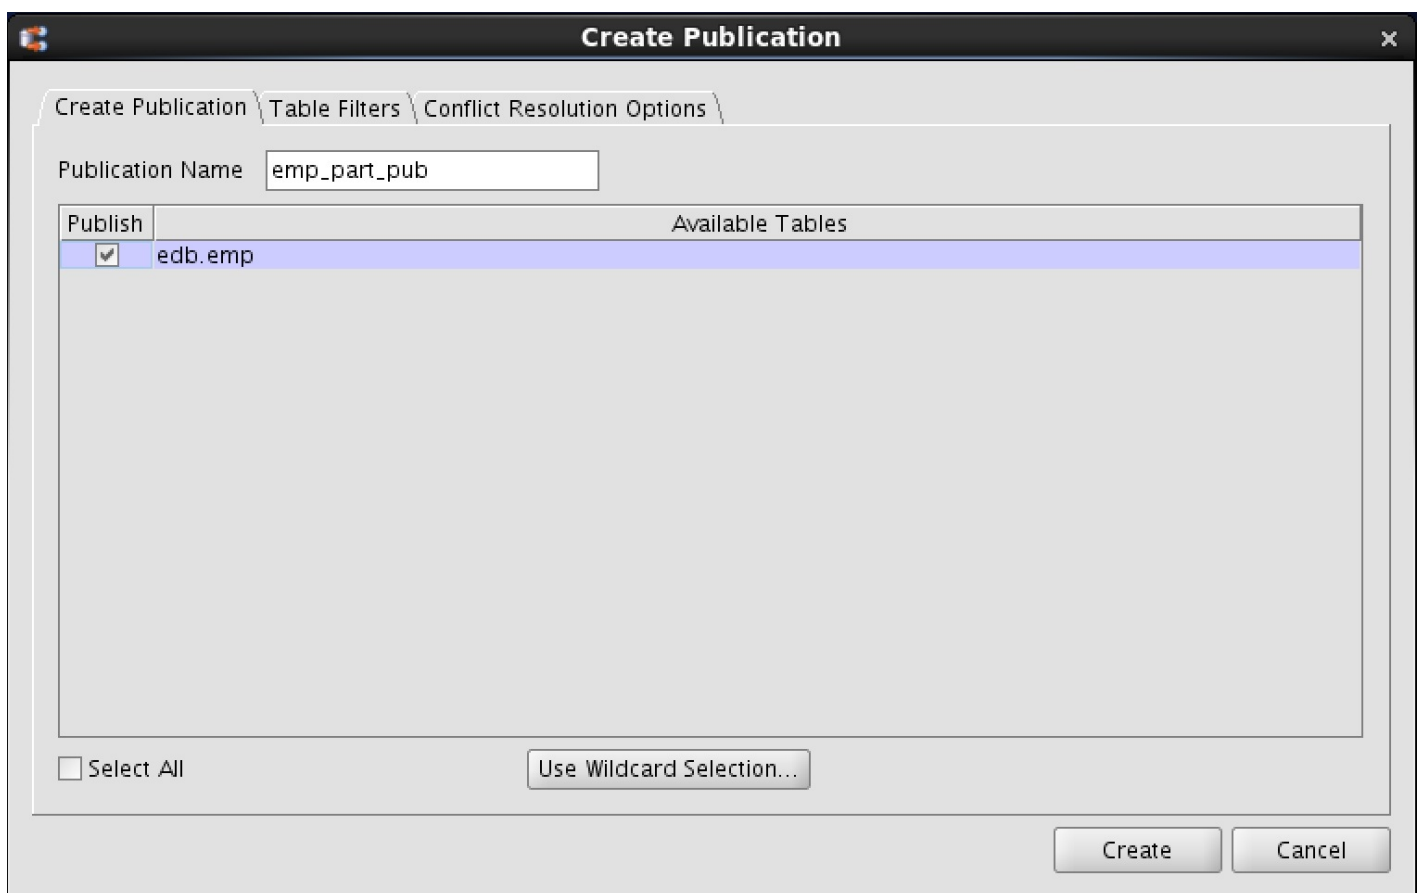 Create Publication
Create Publication Table Filters Conflict Resolution Options
Publication Name emp_part_pub
Publish Available Tables
edb.emp
Select All Use Wildcard Selection...
Create Cancel